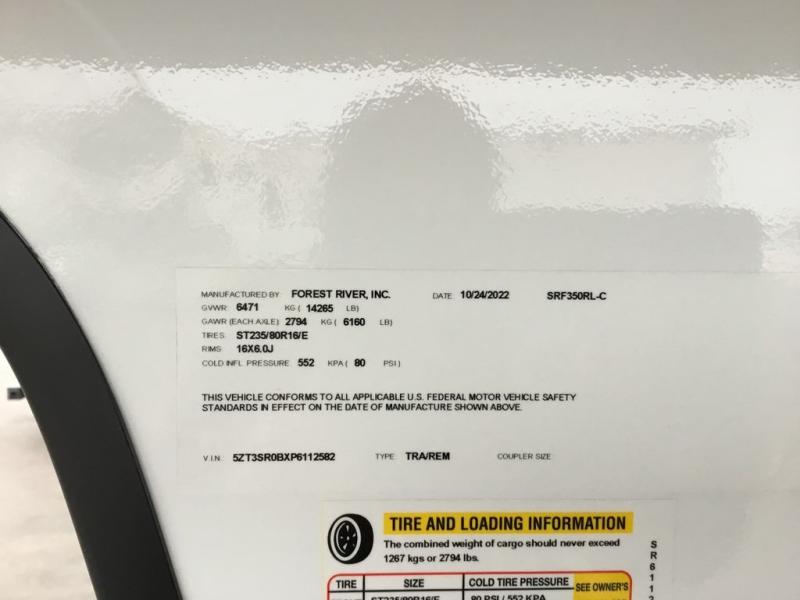 MANUFACTURED BY: FOREST RIVER, INC. DATE 10/24/2022 SRF350RL-C
GVWR 6471 KG ( 14265 LB)
GAWR (EACH AXLE) 2794 KG ( 6160 LB)
TIRES ST235/80R16/E
RIMS 16X6.0J
COLD INFL PRESSURE 552 KPA ( 80 PSI )
THIS VEHICLE CONFORMS TO ALL APPLICABLE U.S. FEDERAL MOTOR VEHICLE SAFETY
STANDARDS IN EFFECT ON THE DATE OF MANUFACTURE SHOWN ABOVE.
V.I.N. 5ZT3SR0BXP6112582 TYPE TRA/REM COUPLER SIZE
TIRE AND LOADING INFORMATION
The combined weight of cargo should never exceed
1267 kgs or 2794 lbs.
TIRE SIZE COLD TIRE PRESSURE SEE OWNER'S
ST235/80R16/E 80 PSI / 552 KPA
SR6112